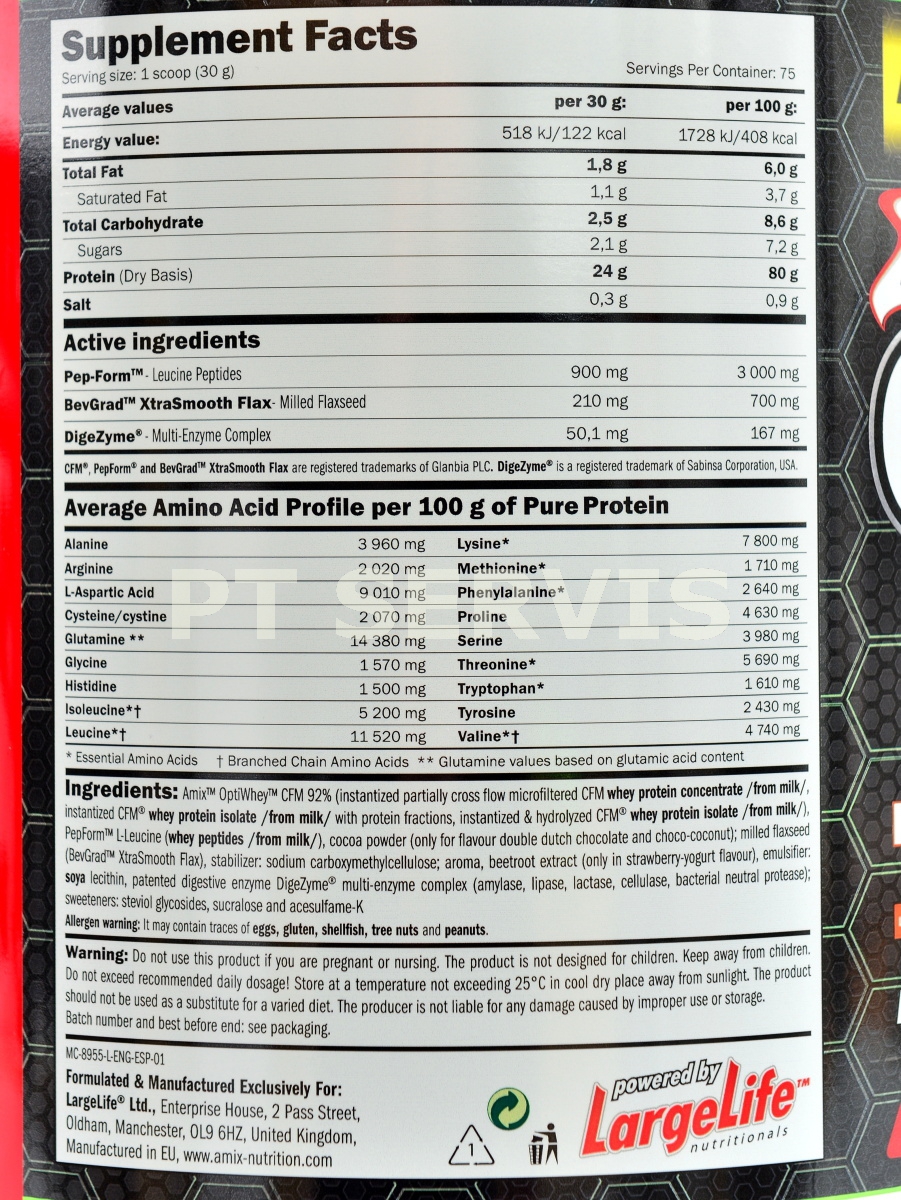 Supplement Facts
Serving size: 1 scoop (30 g) Servings Per Container: 75
Average values per 30 g: per 100 g:
Energy value: 518 kJ/122 kcal 1728 kJ/408 kcal
Total Fat 1,8 g 6,0 g
Saturated Fat 1,1 g 3,7 g
Total Carbohydrate 2,5 g 8,6 g
Sugars 2,1 g 7,2 g
Protein (Dry Basis) 24 g 80 g
Salt 0,3 g 0,9 g
Active ingredients
Pep-Form™ - Leucine Peptides 900 mg 3 000 mg
BevGrad™ XtraSmooth Flax- Milled Flaxseed 210 mg 700 mg
DigeZyme® - Multi-Enzyme Complex 50,1 mg 167 mg
CFM®, PepForm® and BevGrad™ XtraSmooth Flax are registered trademarks of Glanbia PLC. DigeZyme® is a registered trademark of Sabinsa Corporation, USA.
Average Amino Acid Profile per 100 g of Pure Protein
Alanine 3 960 mg Lysine* 7 800 mg
Arginine 2 020 mg Methionine* 1 710 mg
L-Aspartic Acid 9 010 mg Phenylalanine* 2 640 mg
PT SERVIS
Cysteine/cystine 2 070 mg Proline 4 630 mg
Glutamine ** 14 380 mg Serine 3 980 mg
Glycine 1 570 mg Threonine* 5 690 mg
Histidine 1 500 mg Tryptophan* 1 610 mg
Isoleucine*† 5 200 mg Tyrosine 2 430 mg
Leucine*† 11 520 mg Valine*† 4 740 mg
* Essential Amino Acids † Branched Chain Amino Acids ** Glutamine values based on glutamic acid content
Ingredients: Amix™ OptiWhey™ CFM 92% (instantized partially cross flow microfiltered CFM whey protein concentrate /from milk/,
instantized CFM® whey protein isolate /from milk/ with protein fractions, instantized & hydrolyzed CFM® whey protein isolate /from milk/),
PepForm™ L-Leucine (whey peptides /from milk/), cocoa powder (only for flavour double dutch chocolate and choco-coconut); milled flaxseed
(BevGrad™ XtraSmooth Flax), stabilizer: sodium carboxymethylcellulose; aroma, beetroot extract (only in strawberry-yogurt flavour), emulsifier:
soya lecithin, patented digestive enzyme DigeZyme® multi-enzyme complex (amylase, lipase, lactase, cellulase, bacterial neutral protease);
sweeteners: steviol glycosides, sucralose and acesulfame-K
Allergen warning: It may contain traces of eggs, gluten, shellfish, tree nuts and peanuts.
Warning: Do not use this product if you are pregnant or nursing. The product is not designed for children. Keep away from children.
Do not exceed recommended daily dosage! Store at a temperature not exceeding 25°C in cool dry place away from sunlight. The product
should not be used as a substitute for a varied diet. The producer is not liable for any damage caused by improper use or storage.
Batch number and best before end: see packaging.
MC-8955-L-ENG-ESP-01
Formulated & Manufactured Exclusively For:
LargeLife® Ltd., Enterprise House, 2 Pass Street,
Oldham, Manchester, OL9 6HZ, United Kingdom,
Manufactured in EU, www.amix-nutrition.com
1
powered by
LargeLife™
nutritionals